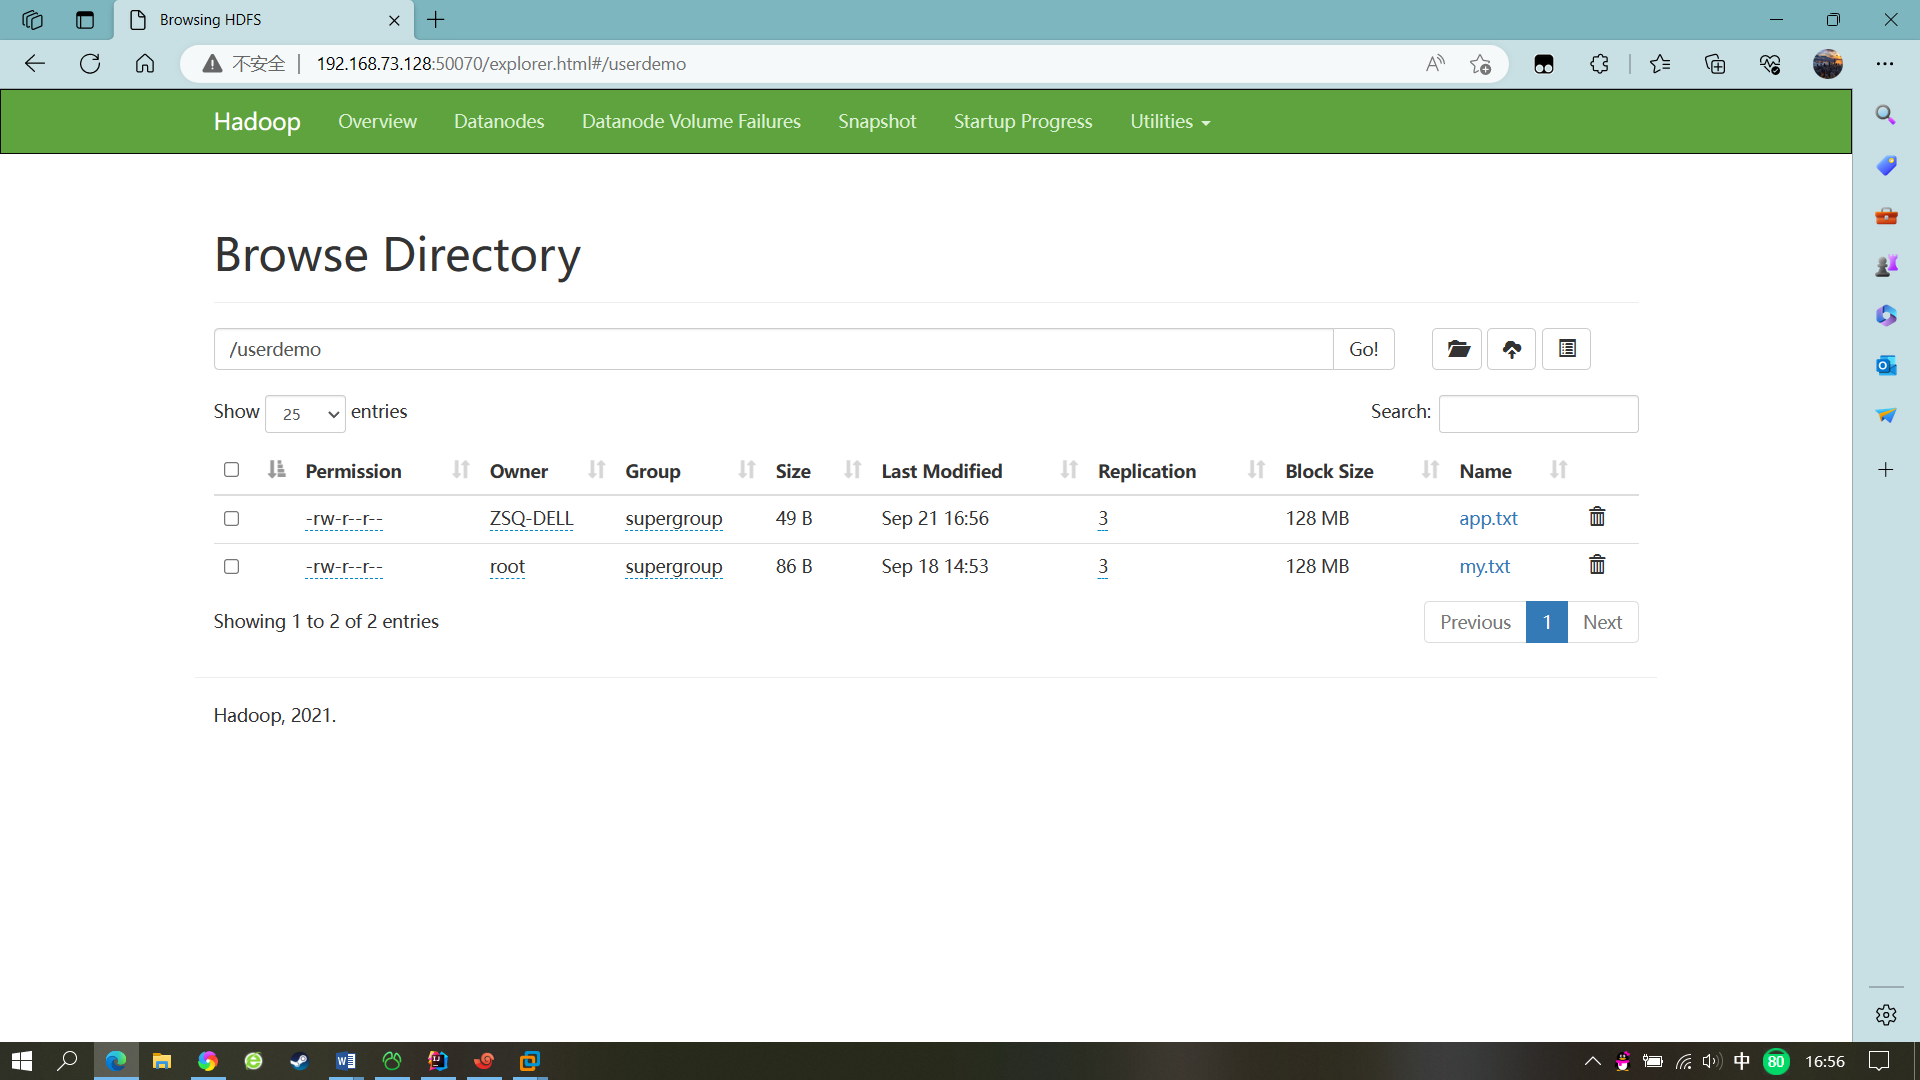 Browsing HDFS
不安全 192.168.73.128:50070/explorer.html#/userdemo
Hadoop Overview Datanodes Datanode Volume Failures Snapshot Startup Progress Utilities
Browse Directory
/userdemo Go!
Show 25 entries Search:
Permission Owner Group Size Last Modified Replication Block Size Name
-rw-r--r-- ZSQ-DELL supergroup 49 B Sep 21 16:56 3 128 MB app.txt
-rw-r--r-- root supergroup 86 B Sep 18 14:53 3 128 MB my.txt
Showing 1 to 2 of 2 entries Previous 1 Next
Hadoop, 2021.
中 80 16:56